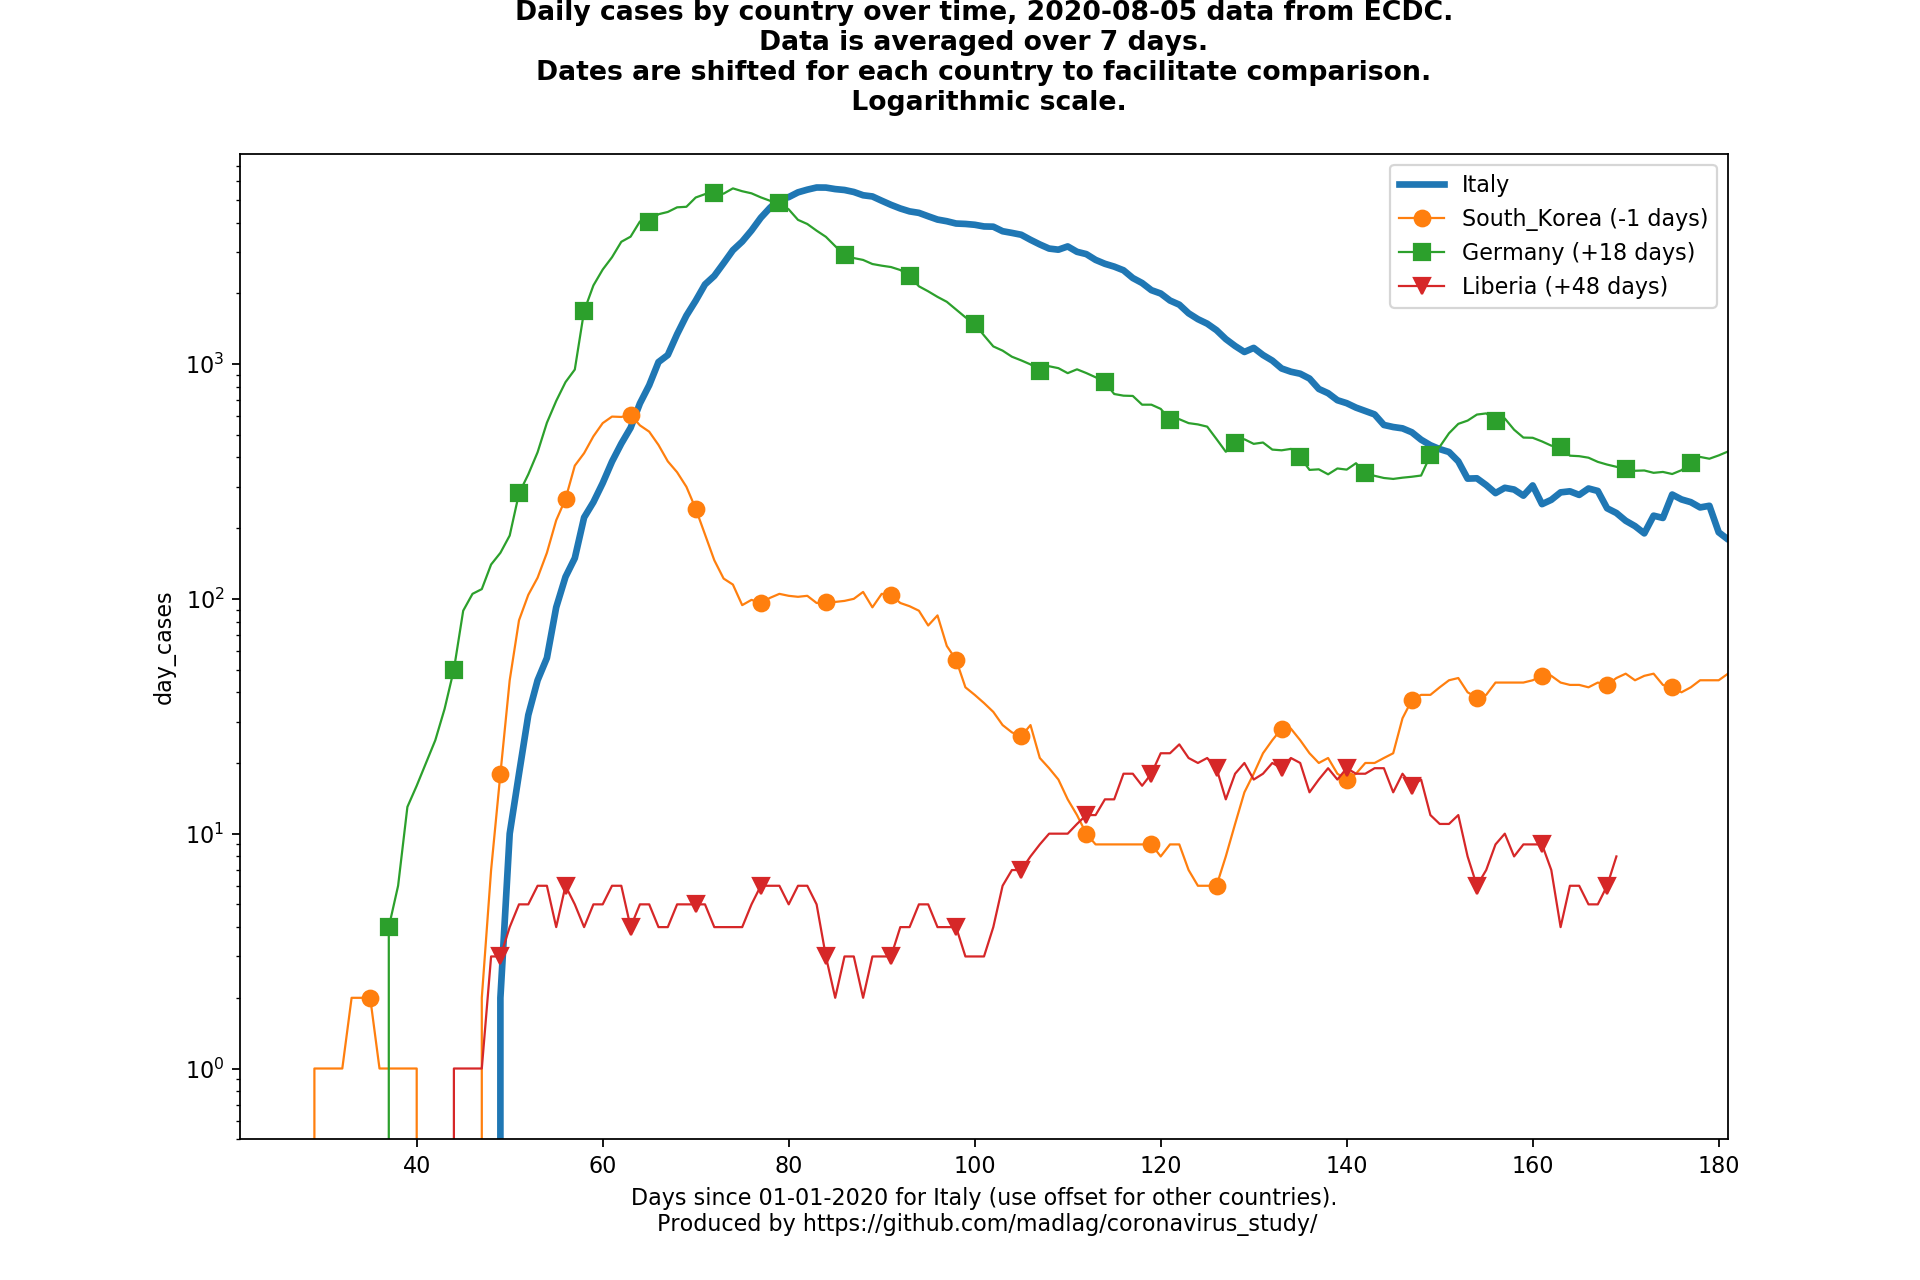 Daily cases by country over time, 2020-08-05 data from ECDC.
Data is averaged over 7 days.
Dates are shifted for each country to facilitate comparison.
Logarithmic scale.
Italy
South_Korea (-1 days)
Germany (+18 days)
Liberia (+48 days)
day_cases
10³
10²
10¹
10⁰
40 60 80 100 120 140 160 180
Days since 01-01-2020 for Italy (use offset for other countries).
Produced by https://github.com/madlag/coronavirus_study/